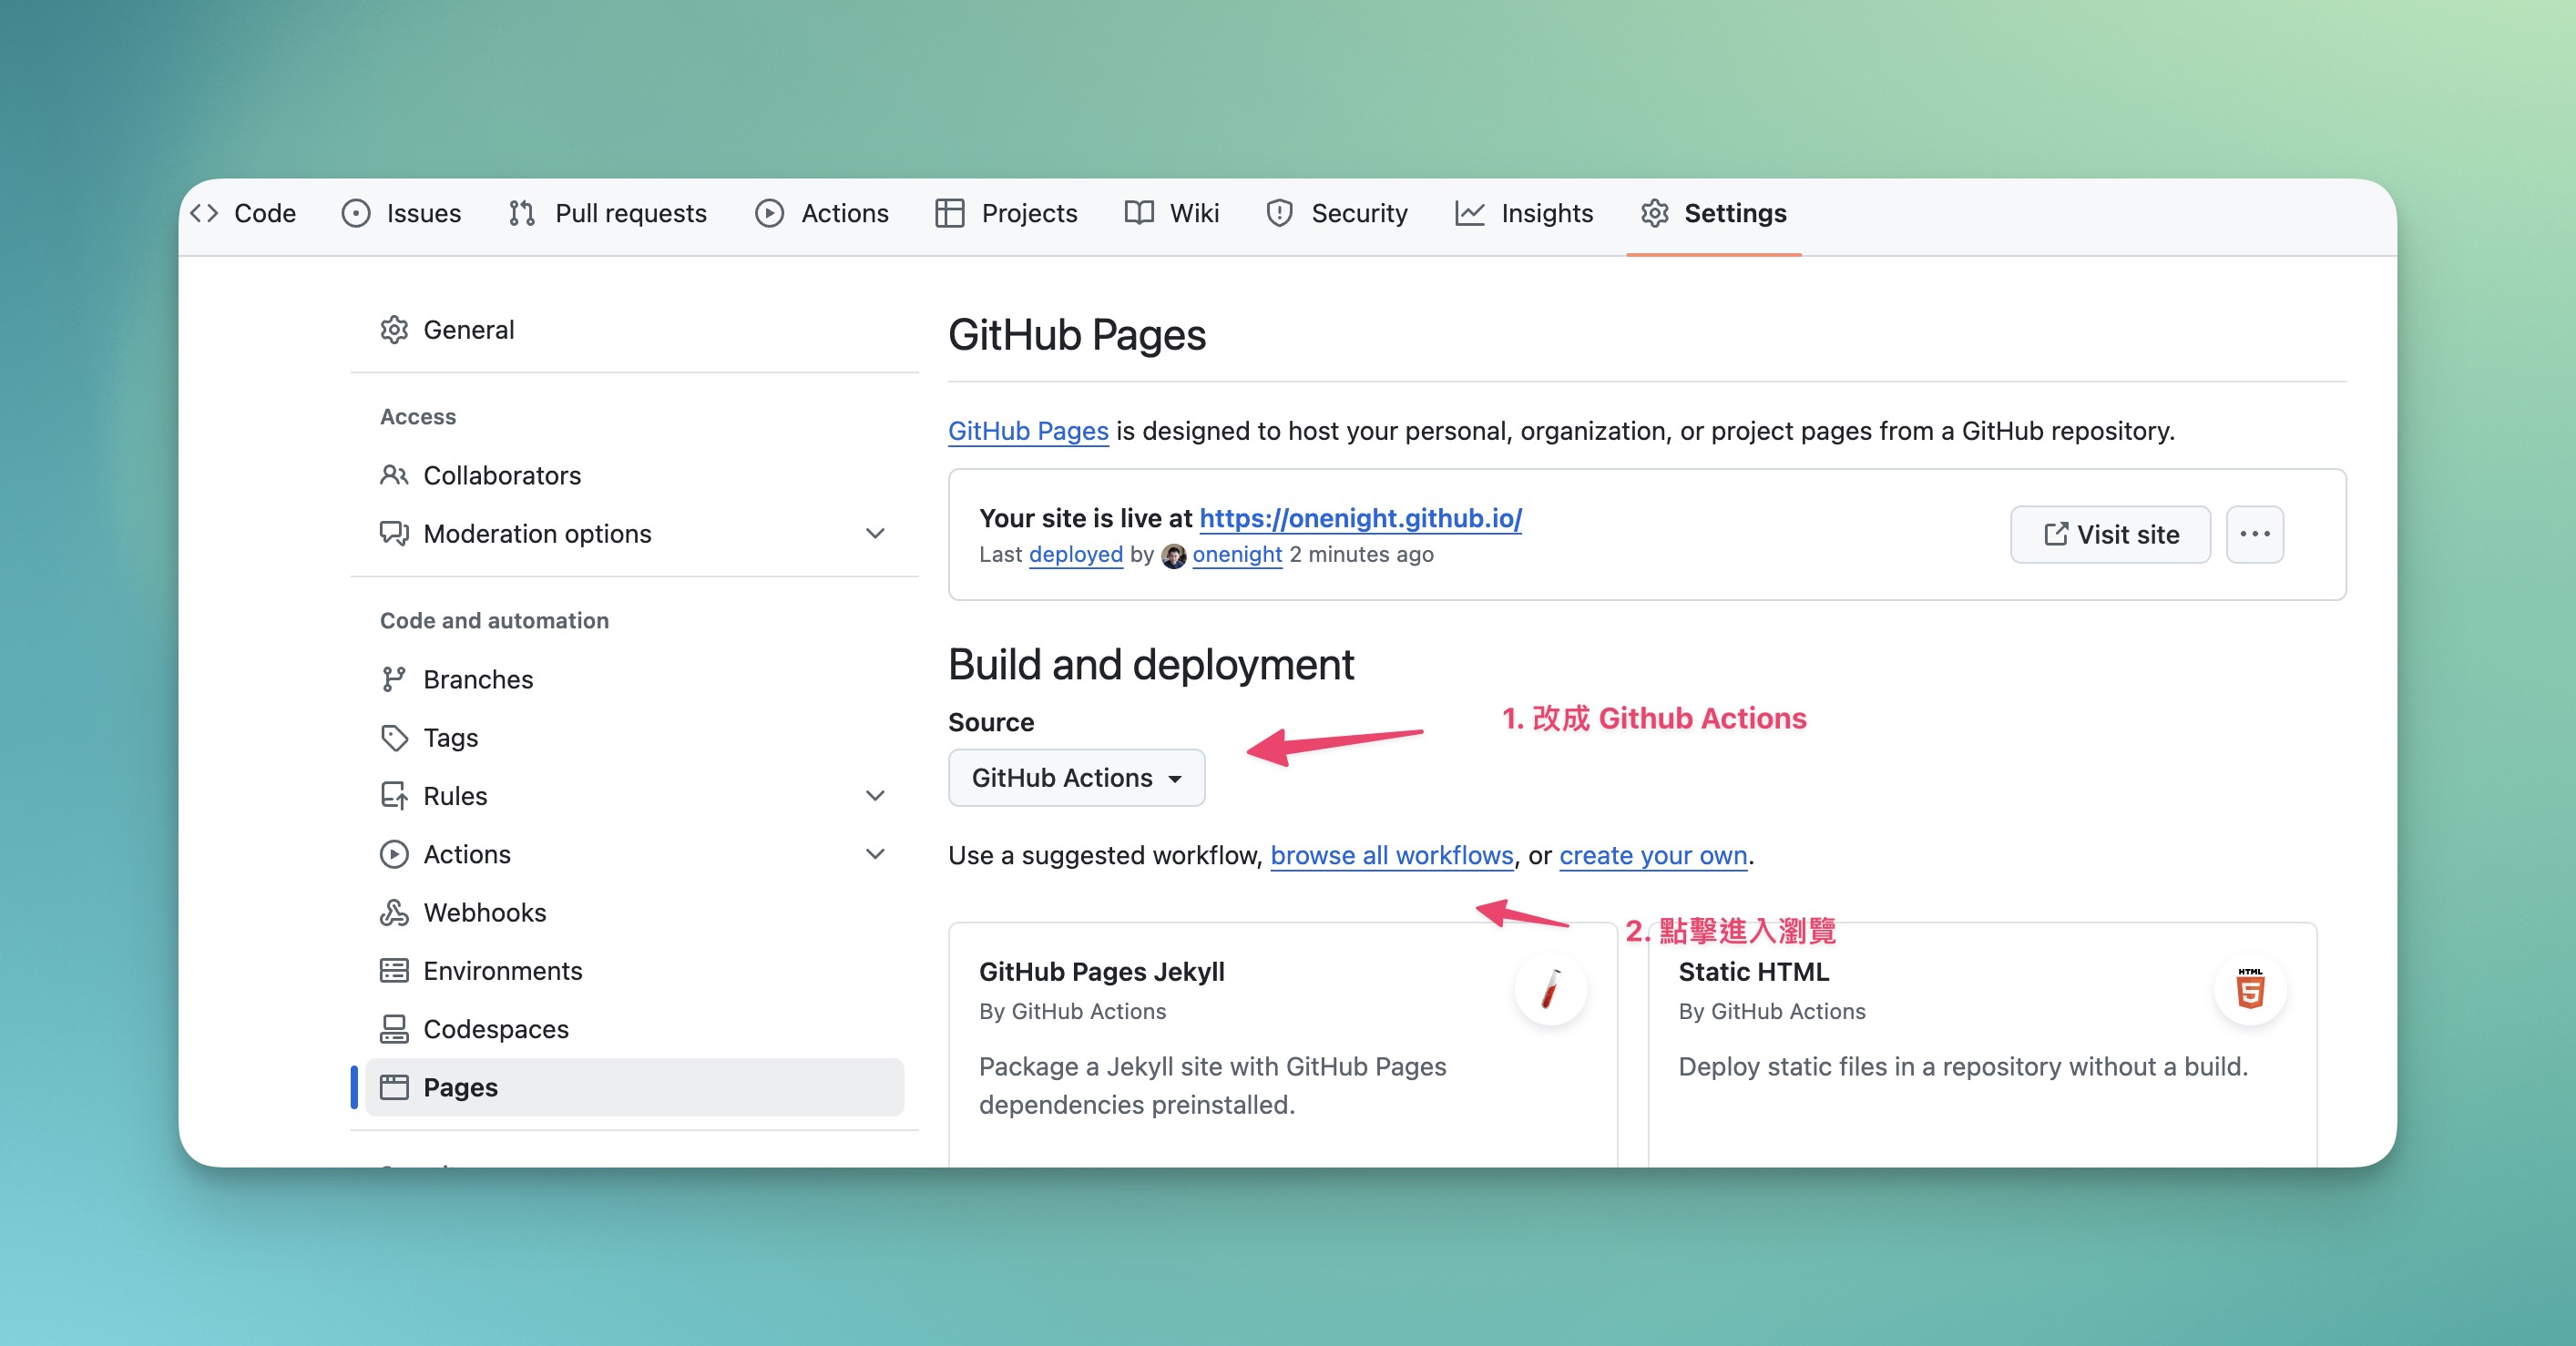 Code Issues Pull requests Actions Projects Wiki Security Insights Settings
General
Access
Collaborators
Moderation options
Code and automation
Branches
Tags
Rules
Actions
Webhooks
Environments
Codespaces
Pages
GitHub Pages
GitHub Pages is designed to host your personal, organization, or project pages from a GitHub repository.
Your site is live at https://onenight.github.io/
Last deployed by onenight 2 minutes ago
Visit site
Build and deployment
Source
1. 改成 Github Actions
GitHub Actions
Use a suggested workflow, browse all workflows, or create your own.
2. 點擊進入瀏覽
GitHub Pages Jekyll
By GitHub Actions
Package a Jekyll site with GitHub Pages
dependencies preinstalled.
Static HTML
By GitHub Actions
Deploy static files in a repository without a build.
HTML
5